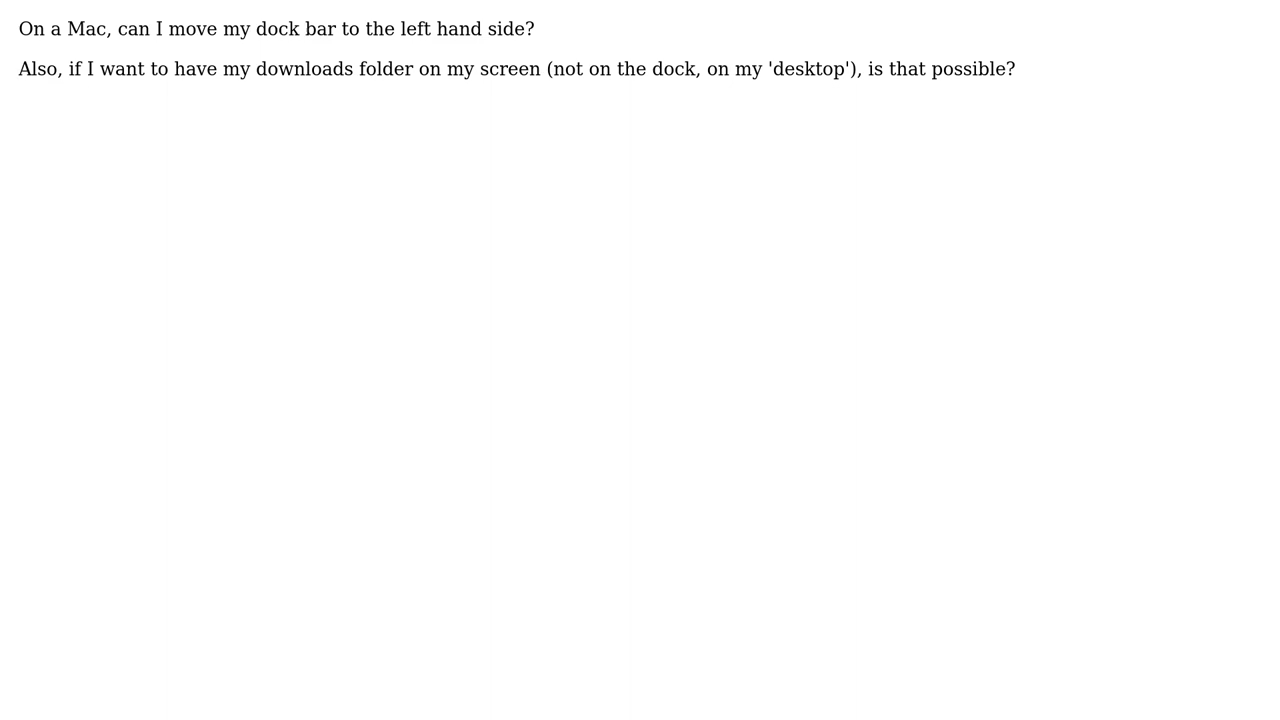 On a Mac, can I move my dock bar to the left hand side?
Also, if I want to have my downloads folder on my screen (not on the dock, on my 'desktop'), is that possible?